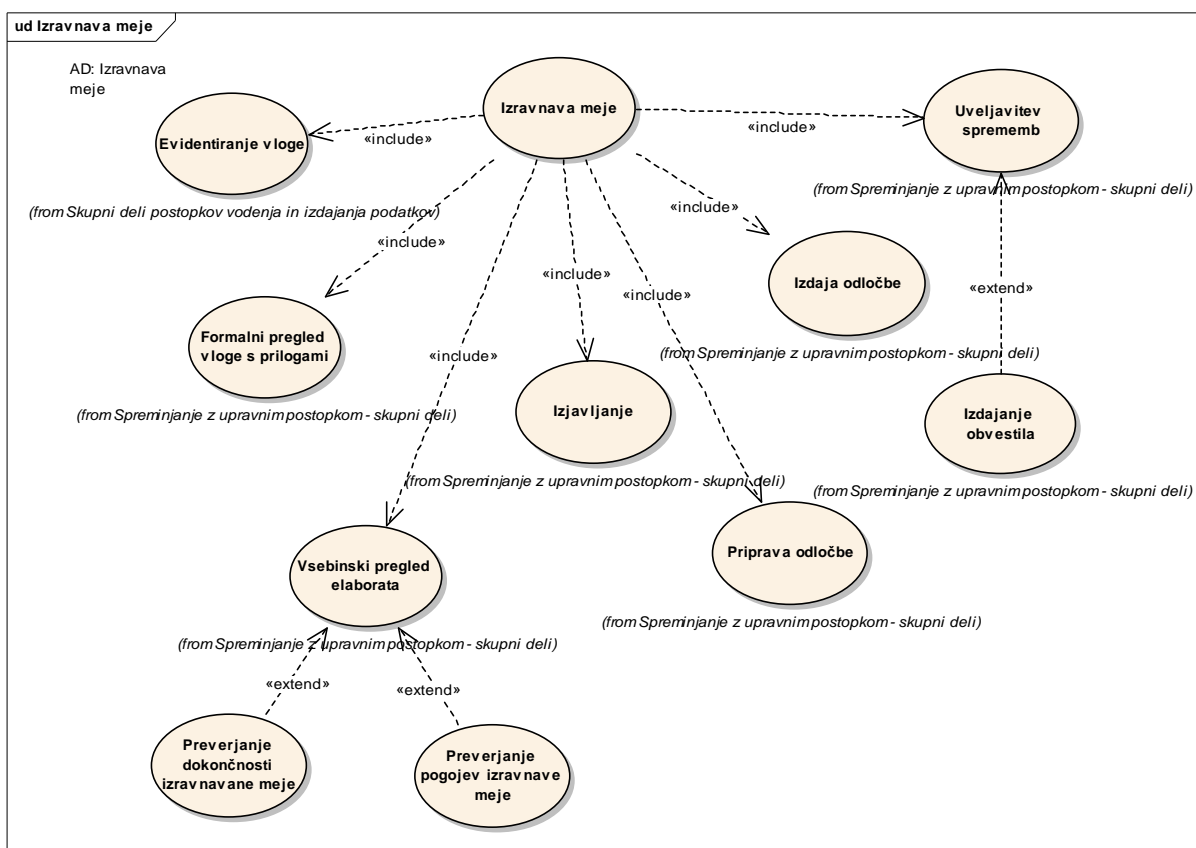 ud Izravnava meje
AD: Izravnava
meje
Izravnava meje
Evidentiranje vloge
«include»
(from Skupni deli postopkov vodenja in izdajanja podatkov)
«include»
Uveljavitev
sprememb
(from Spreminjanje z upravnim postopkom - skupni deli)
«include»
Formalni pregled
vloge s prilogami
(from Spreminjanje z upravnim postopkom - skupni deli)
«include»
Izdaja odločbe
(from Spreminjanje z upravnim postopkom - skupni deli)
«include»
Izjavljanje
(from Spreminjanje z upravnim postopkom - skupni deli)
«include»
«extend»
Izdajanje
obvestila
(from Spreminjanje z upravnim postopkom - skupni deli)
«include»
Vsebinski pregled
elaborata
(from Spreminjanje z upravnim postopkom - skupni deli)
Priprava odločbe
(from Spreminjanje z upravnim postopkom - skupni deli)
«extend»
«extend»
Preverjanje
dokončnosti
izravnavane meje
Preverjanje
pogojev izravnave
meje